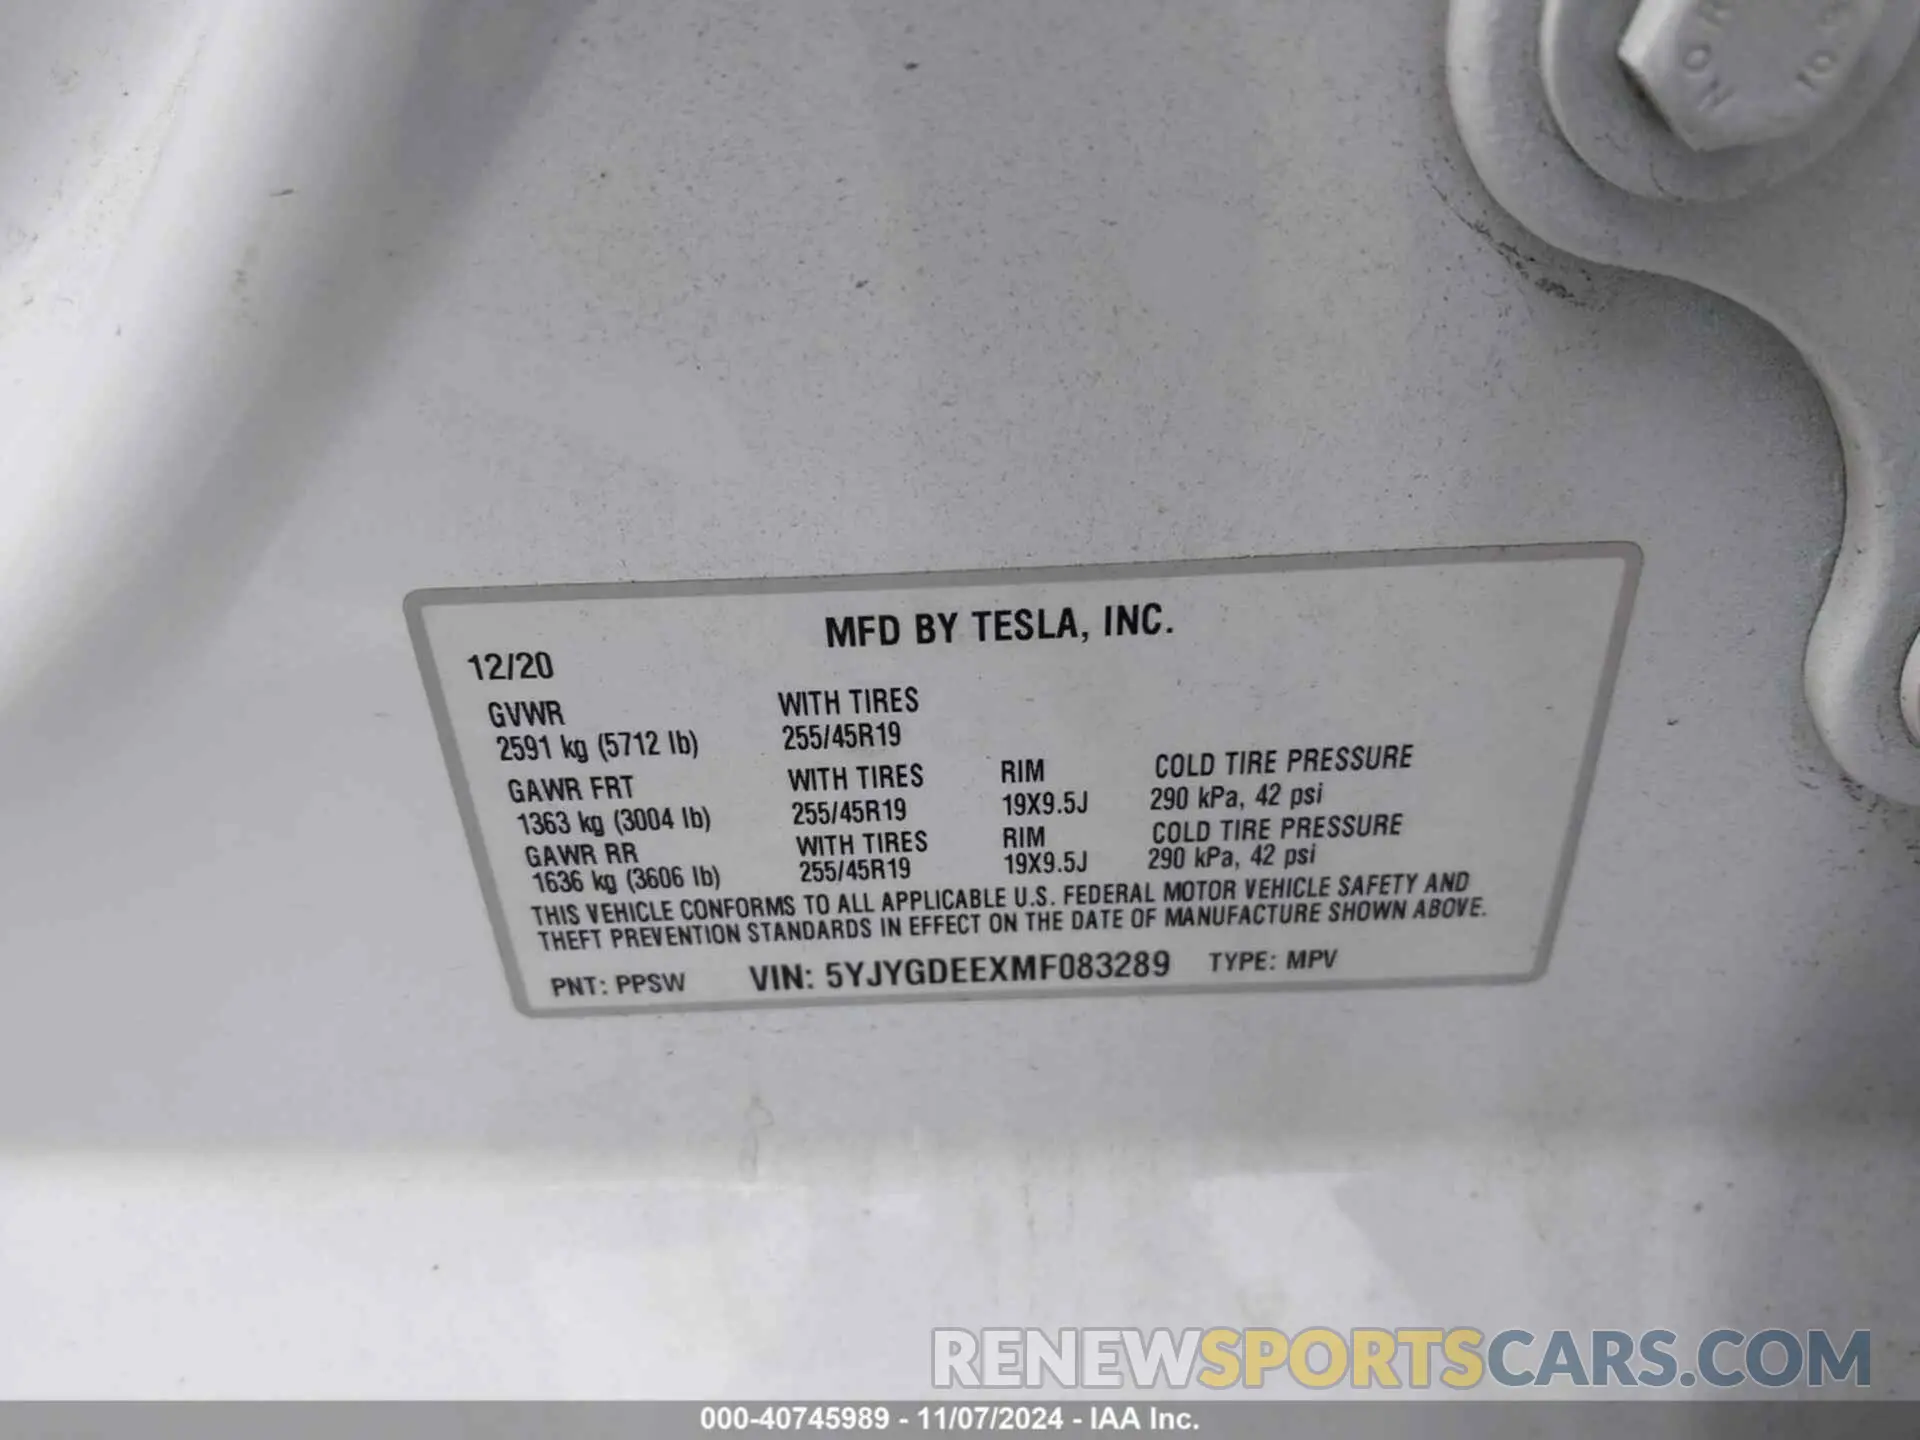 MFD BY TESLA, INC.
12/20
GVWR WITH TIRES
2591 kg (5712 lb) 255/45R19
GAWR FRT WITH TIRES RIM COLD TIRE PRESSURE
1363 kg (3004 lb) 255/45R19 19X9.5J 290 kPa, 42 psi
GAWR RR WITH TIRES RIM COLD TIRE PRESSURE
1636 kg (3606 lb) 255/45R19 19X9.5J 290 kPa, 42 psi
THIS VEHICLE CONFORMS TO ALL APPLICABLE U.S. FEDERAL MOTOR VEHICLE SAFETY AND
THEFT PREVENTION STANDARDS IN EFFECT ON THE DATE OF MANUFACTURE SHOWN ABOVE.
PNT: PPSW VIN: 5YJYGDEEXMF083289 TYPE: MPV
RENEWSPORTSCARS.COM
000-40745989 - 11/07/2024 - IAA Inc.